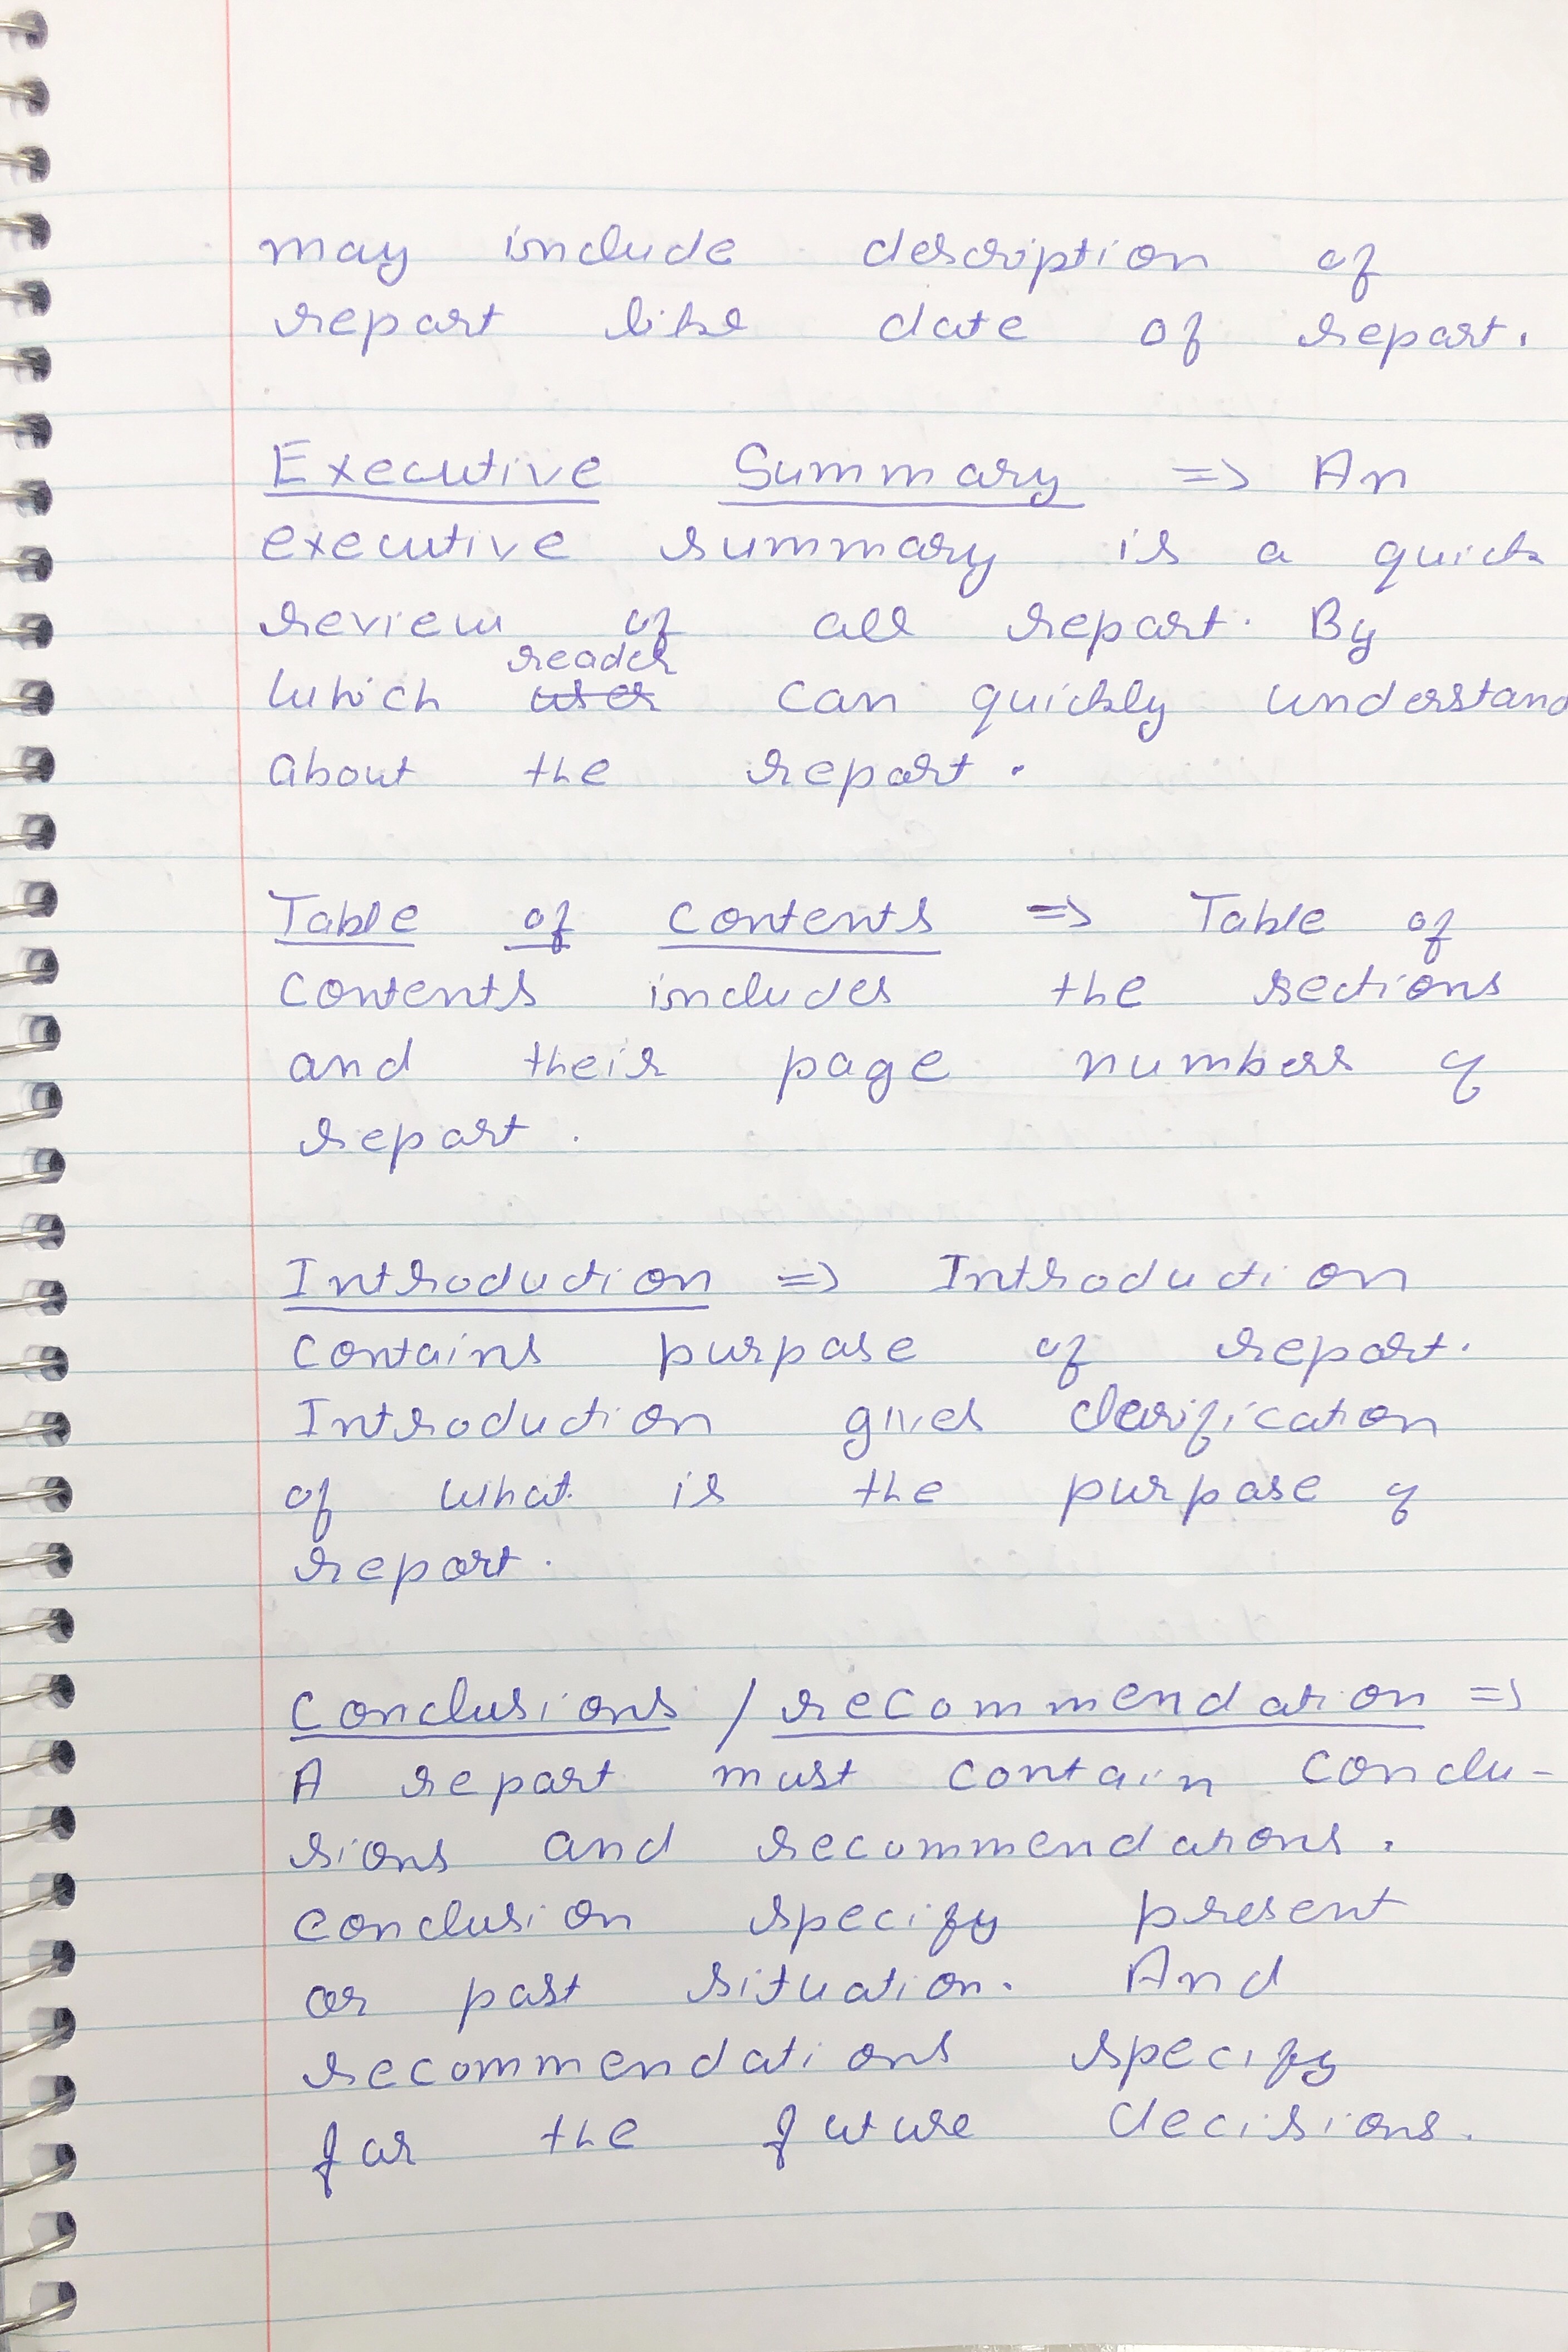 may include description of
report like date of report.
Executive Summary => An
executive summary is a quick
review of all report. By
reader
which user can quickly understand
about the report.
Table of Contents => Table of
Contents includes the sections
and their page numbers of
report.
Introduction => Introduction
contains purpose of report.
Introduction gives clarification
of what is the purpose of
report.
Conclusions / recommendation =>
A report must contain conclu-
sions and recommendations.
Conclusion specify present
or past situation. And
recommendations specify
for the future decisions.